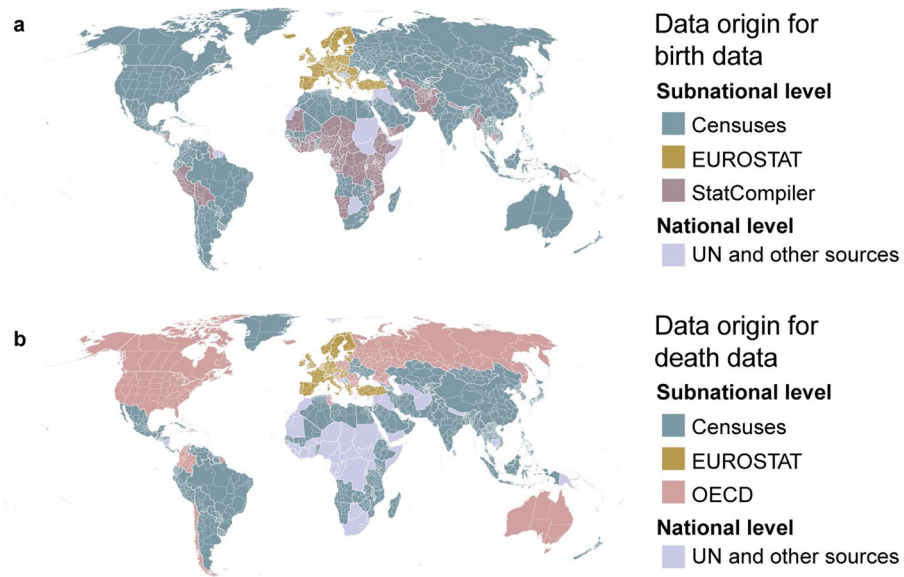 a
Data origin for
birth data
Subnational level
Censuses
EUROSTAT
StatCompiler
National level
UN and other sources
b
Data origin for
death data
Subnational level
Censuses
EUROSTAT
OECD
National level
UN and other sources